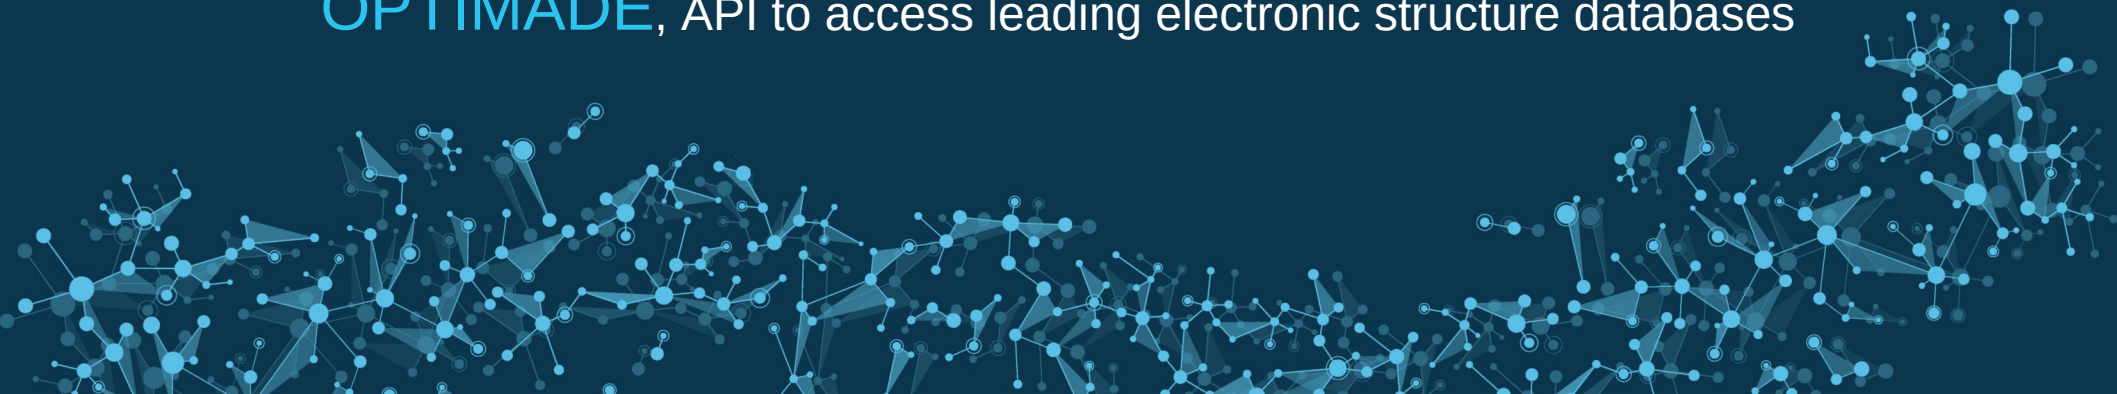 OPTIMADE, API to access leading electronic structure databases